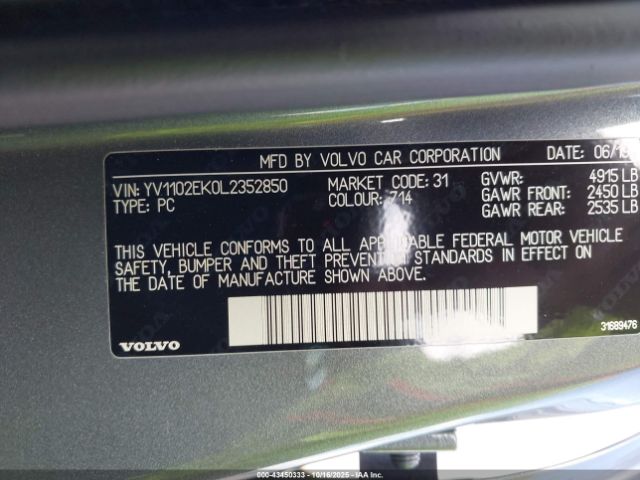 MFD BY VOLVO CAR CORPORATION DATE: 06/19
VIN: YV1102EK0L2352850 MARKET CODE: 31 GVWR: 4915 LB
TYPE: PC COLOUR: 714 GAWR FRONT: 2450 LB
GAWR REAR: 2535 LB
THIS VEHICLE CONFORMS TO ALL APPLICABLE FEDERAL MOTOR VEHICLE
SAFETY, BUMPER AND THEFT PREVENTION STANDARDS IN EFFECT ON
THE DATE OF MANUFACTURE SHOWN ABOVE.
31689476
VOLVO
000-43450333 - 10/16/2025 - © IAA, LLC